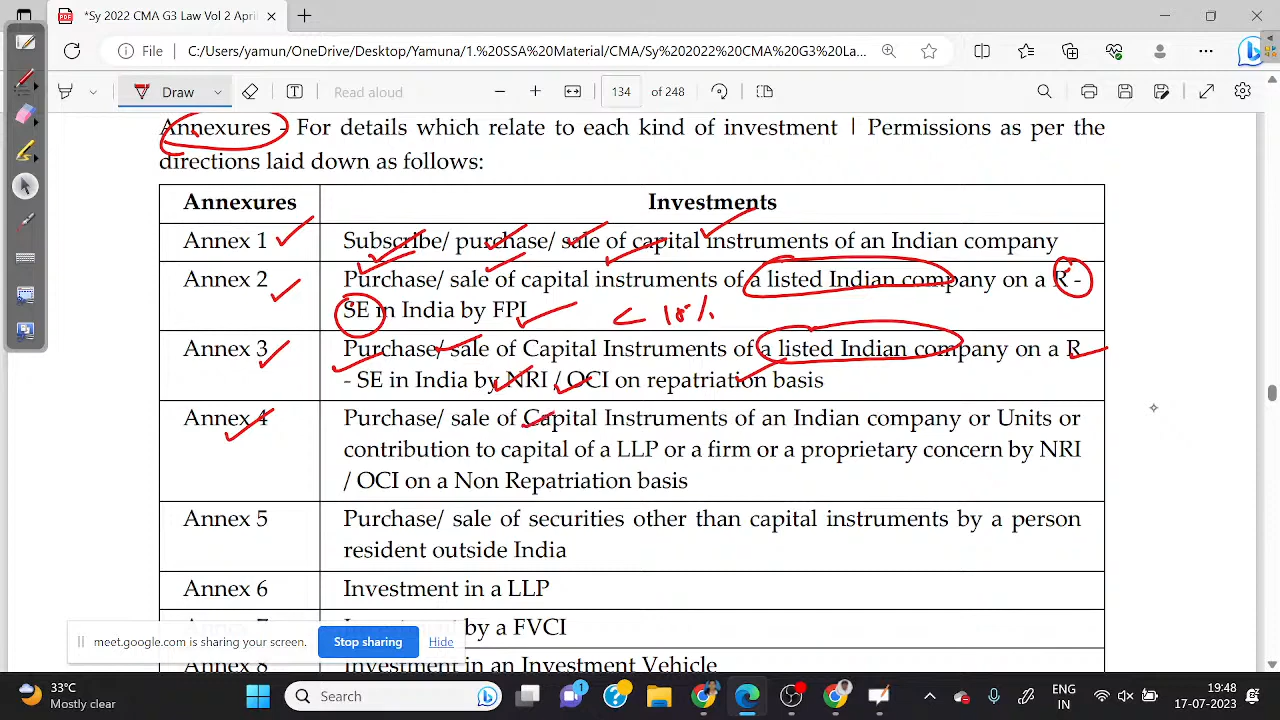 *Sy 2022 CMA G3 Law Vol 2 April
File C:/Users/yamun/OneDrive/Desktop/Yamuna/1.%20SSA%20Material/CMA/Sy%202022%20CMA%20G3%20La...
Draw Read aloud 134 of 248
Annexures - For details which relate to each kind of investment | Permissions as per the
directions laid down as follows:
Annexures Investments
Annex 1 Subscribe/ purchase/ sale of capital instruments of an Indian company
Annex 2 Purchase/ sale of capital instruments of a listed Indian company on a R -
SE in India by FPI < 10%
Annex 3 Purchase/ sale of Capital Instruments of a listed Indian company on a R
- SE in India by NRI / OCI on repatriation basis
Annex 4 Purchase/ sale of Capital Instruments of an Indian company or Units or
contribution to capital of a LLP or a firm or a proprietary concern by NRI
/ OCI on a Non Repatriation basis
Annex 5 Purchase/ sale of securities other than capital instruments by a person
resident outside India
Annex 6 Investment in a LLP
by a FVCI
meet.google.com is sharing your screen. Stop sharing Hide
Annex 8 Investment in an Investment Vehicle
33°C
Mostly clear
Search
1
ENG
IN
19:48
17-07-2023